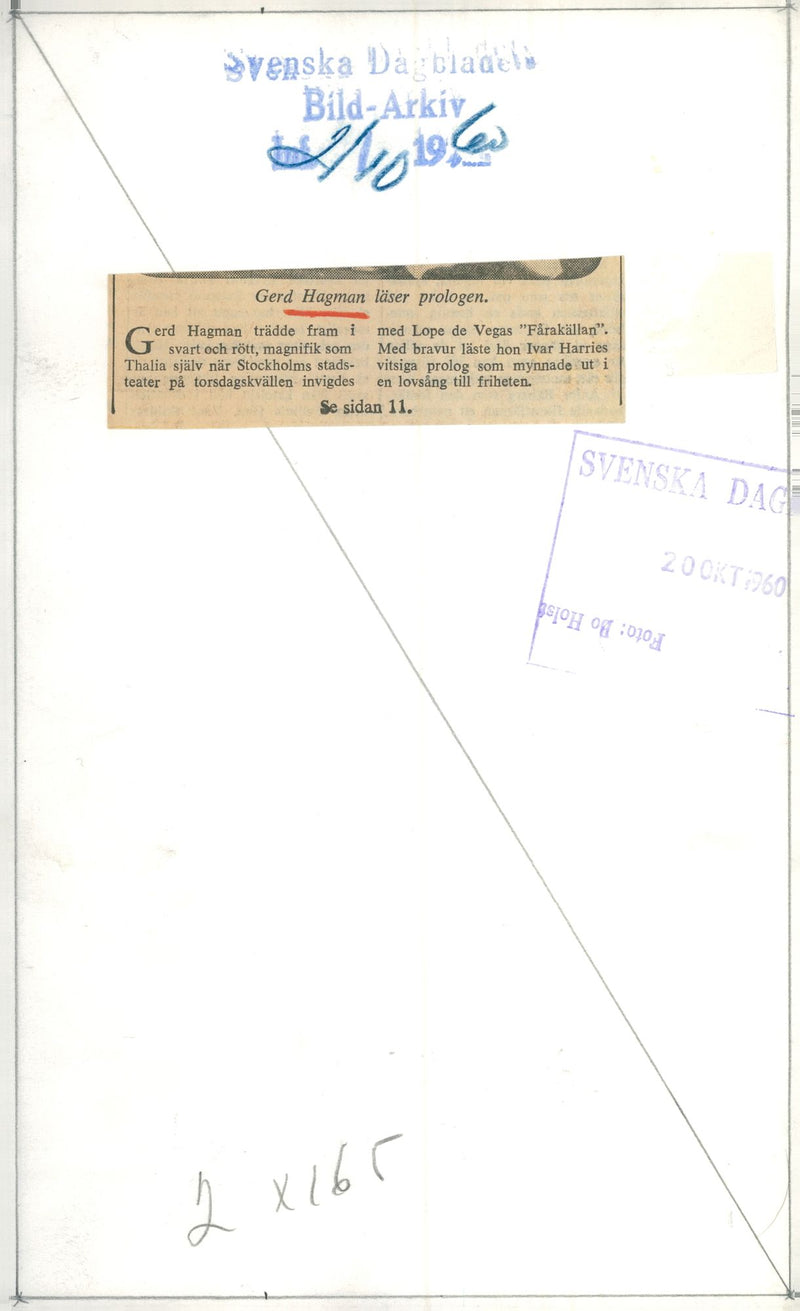 Svenska Dagbladets
Bild-Arkiv
2/10 1960
Gerd Hagman läser prologen.
Gerd Hagman trädde fram i
svart och rött, magnifik som
Thalia själv när Stockholms stads-
teater på torsdagskvällen invigdes
med Lope de Vegas ”Fårakällan”.
Med bravur läste hon Ivar Harries
vitsiga prolog som mynnade ut i
en lovsång till friheten.
Se sidan 11.
SVENSKA DAG
20 OKT 1960
Foto: Bo Holst
2 x 165